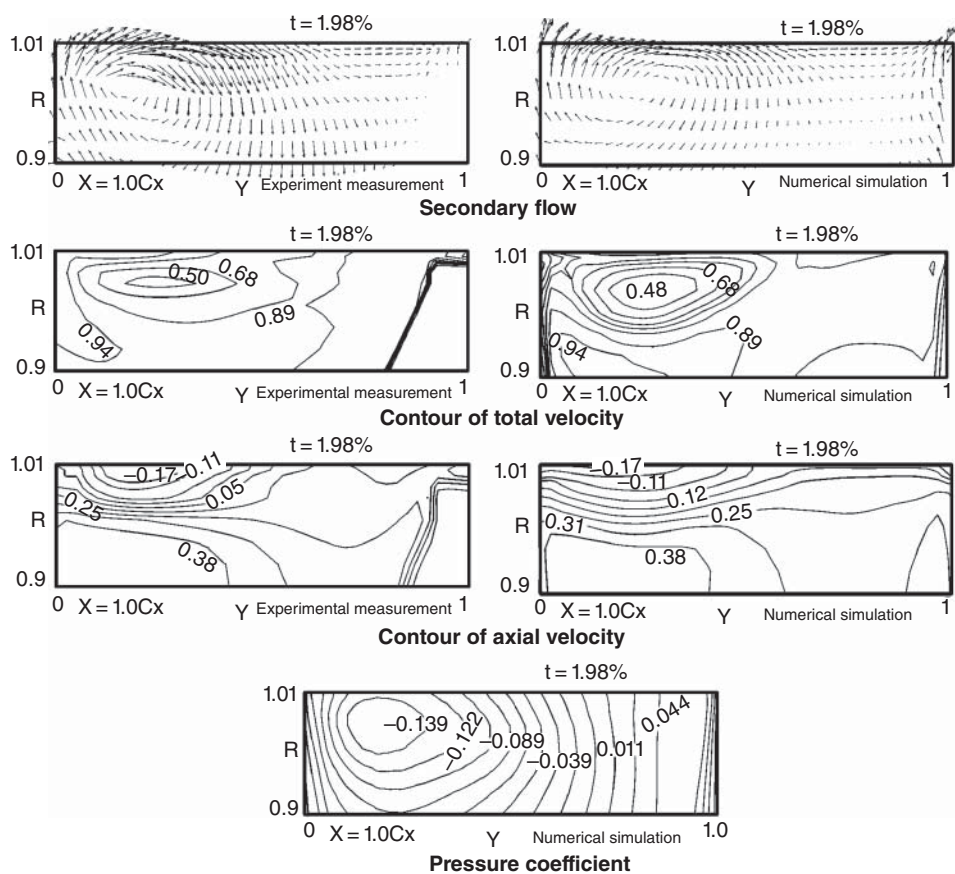 t = 1.98% t = 1.98%
1.01 1.01
R R
0.9 0.9
0 X = 1.0Cx Y Experiment measurement 1 0 X = 1.0Cx Y Numerical simulation 1
Secondary flow
t = 1.98% t = 1.98%
1.01 0.50 0.68 1.01 0.48 0.68
R 0.89 R 0.89
0.94 0.94
0.9 0.9
0 X = 1.0Cx Y Experimental measurement 1 0 X = 1.0Cx Y Numerical simulation 1
Contour of total velocity
t = 1.98% t = 1.98%
1.01 −0.17 −0.11 1.01 −0.17
−0.25 0.05 −0.11 0.12
R R 0.31 0.25
0.38 0.38
0.9 0.9
0 X = 1.0Cx Y Experimental measurement 1 0 X = 1.0Cx Y Numerical simulation 1
Contour of axial velocity
t = 1.98%
1.01
−0.139 −0.122 −0.089 −0.039 0.011 0.044
R
0.9
0 X = 1.0Cx Y Numerical simulation 1.0
Pressure coefficient